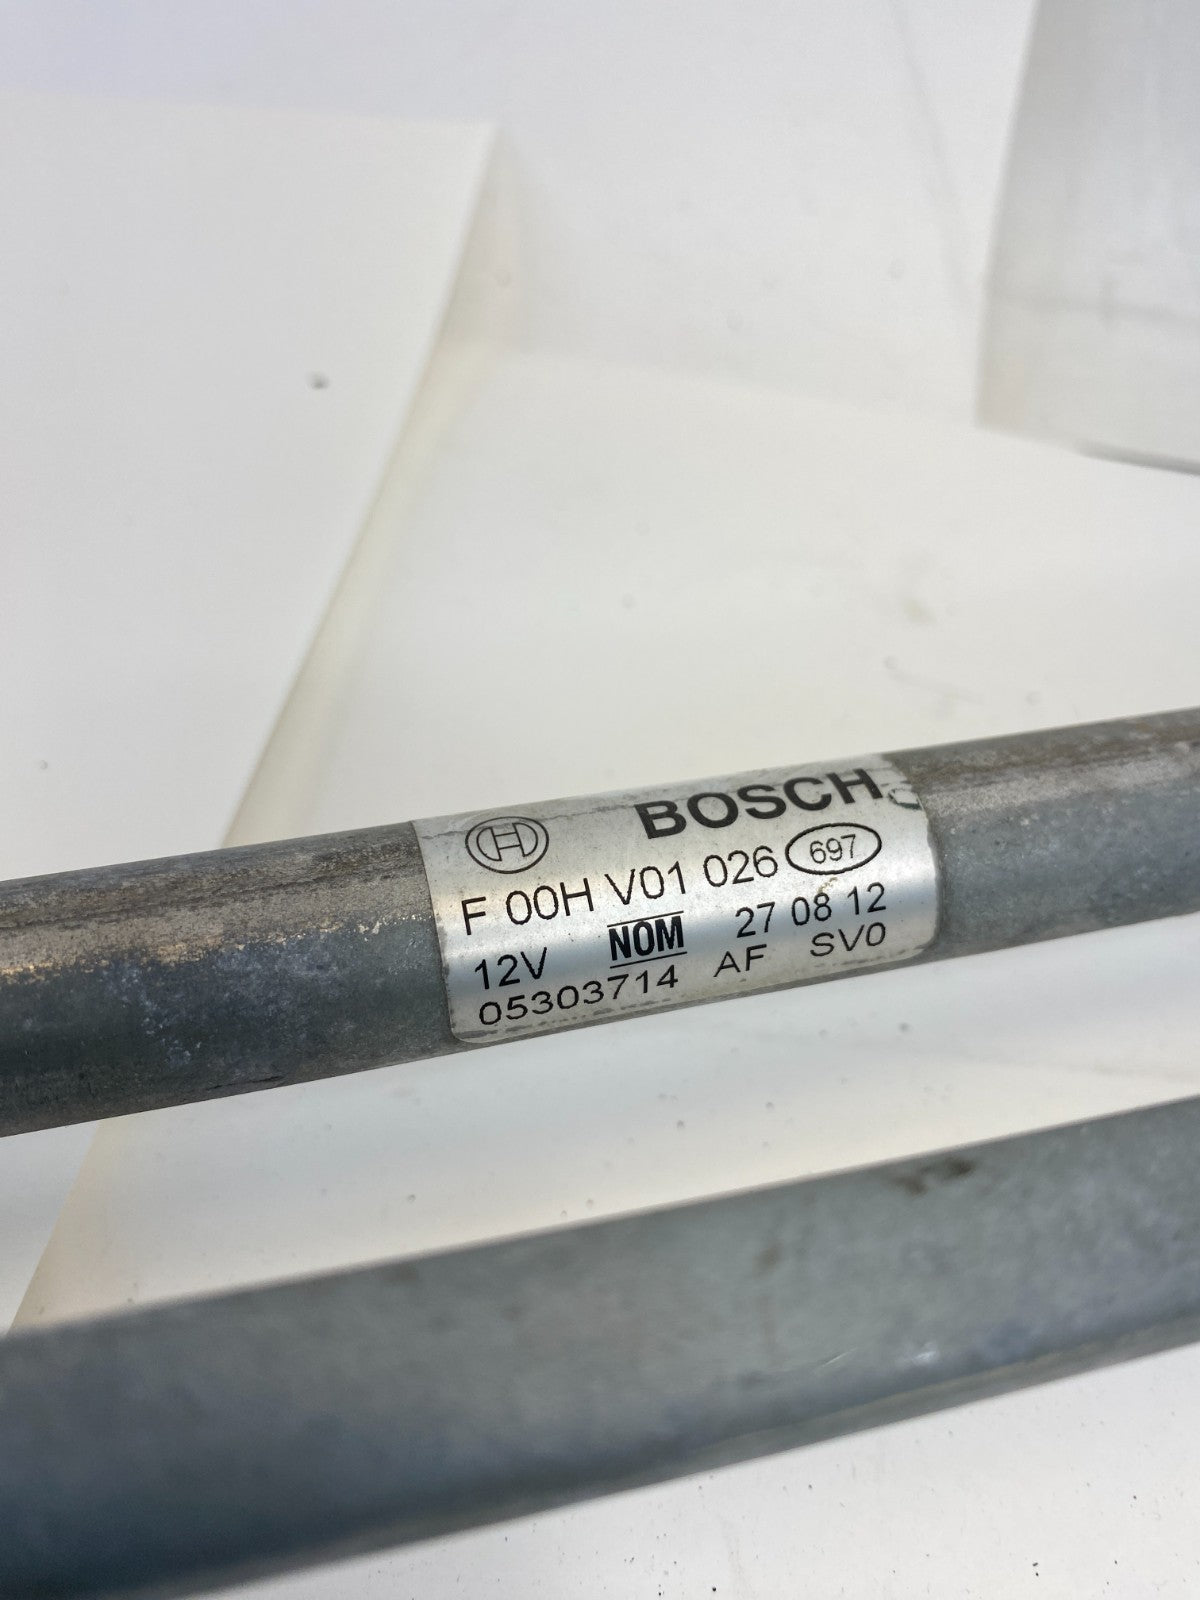 BOSCH
F 00H V01 026 697
12V NOM 27 08 12
05303714 AF SV0